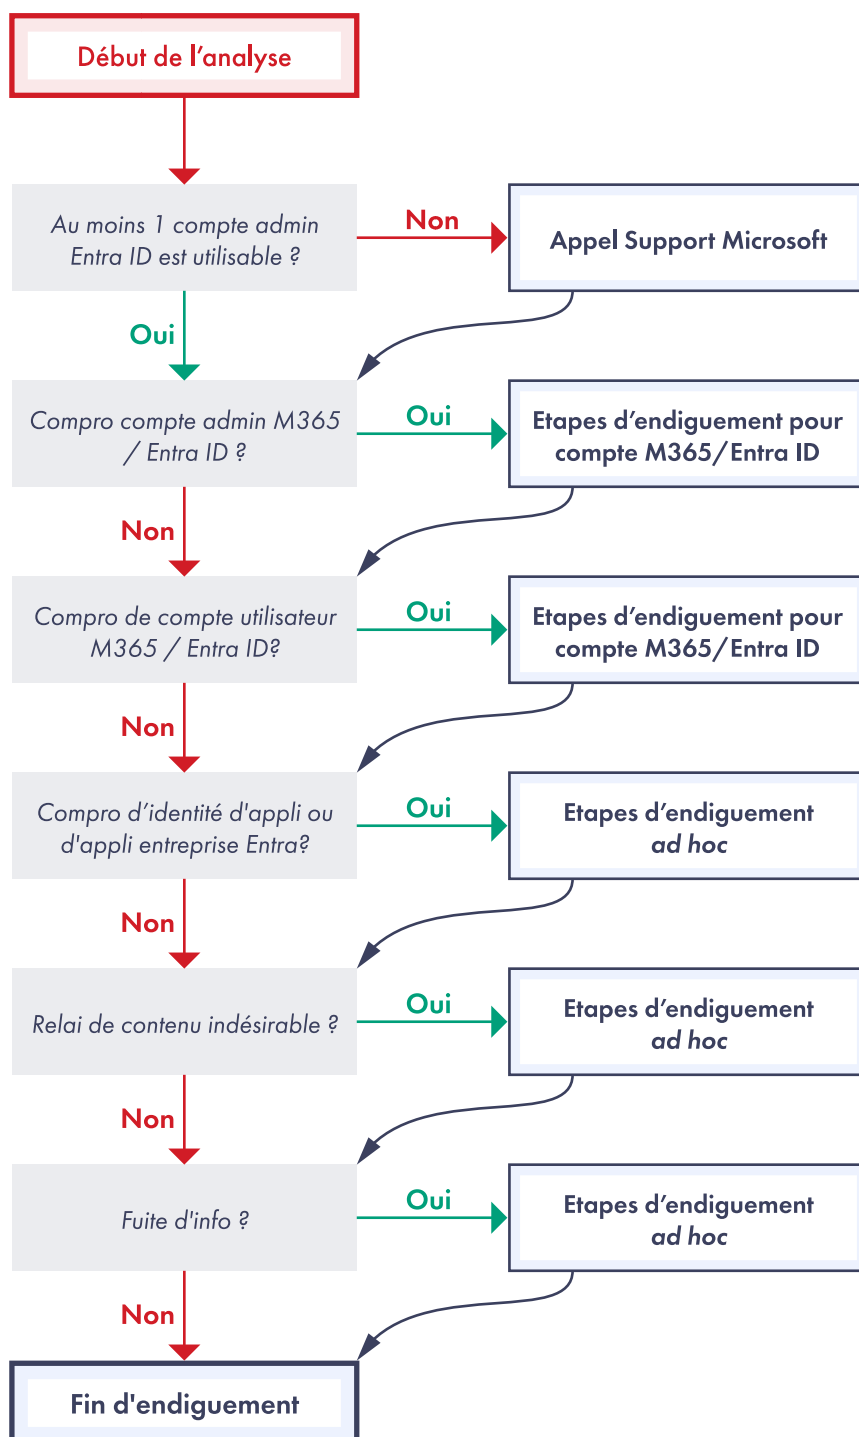 Début de l’analyse
Au moins 1 compte admin
Entra ID est utilisable ?
Non
Appel Support Microsoft
Oui
Compro compte admin M365
/ Entra ID ?
Oui
Etapes d’endiguement pour
compte M365/Entra ID
Non
Compro de compte utilisateur
M365 / Entra ID?
Oui
Etapes d’endiguement pour
compte M365/Entra ID
Non
Compro d’identité d'appli ou
d'appli entreprise Entra?
Oui
Etapes d’endiguement
ad hoc
Non
Relai de contenu indésirable ?
Oui
Etapes d’endiguement
ad hoc
Non
Fuite d'info ?
Oui
Etapes d’endiguement
ad hoc
Non
Fin d'endiguement